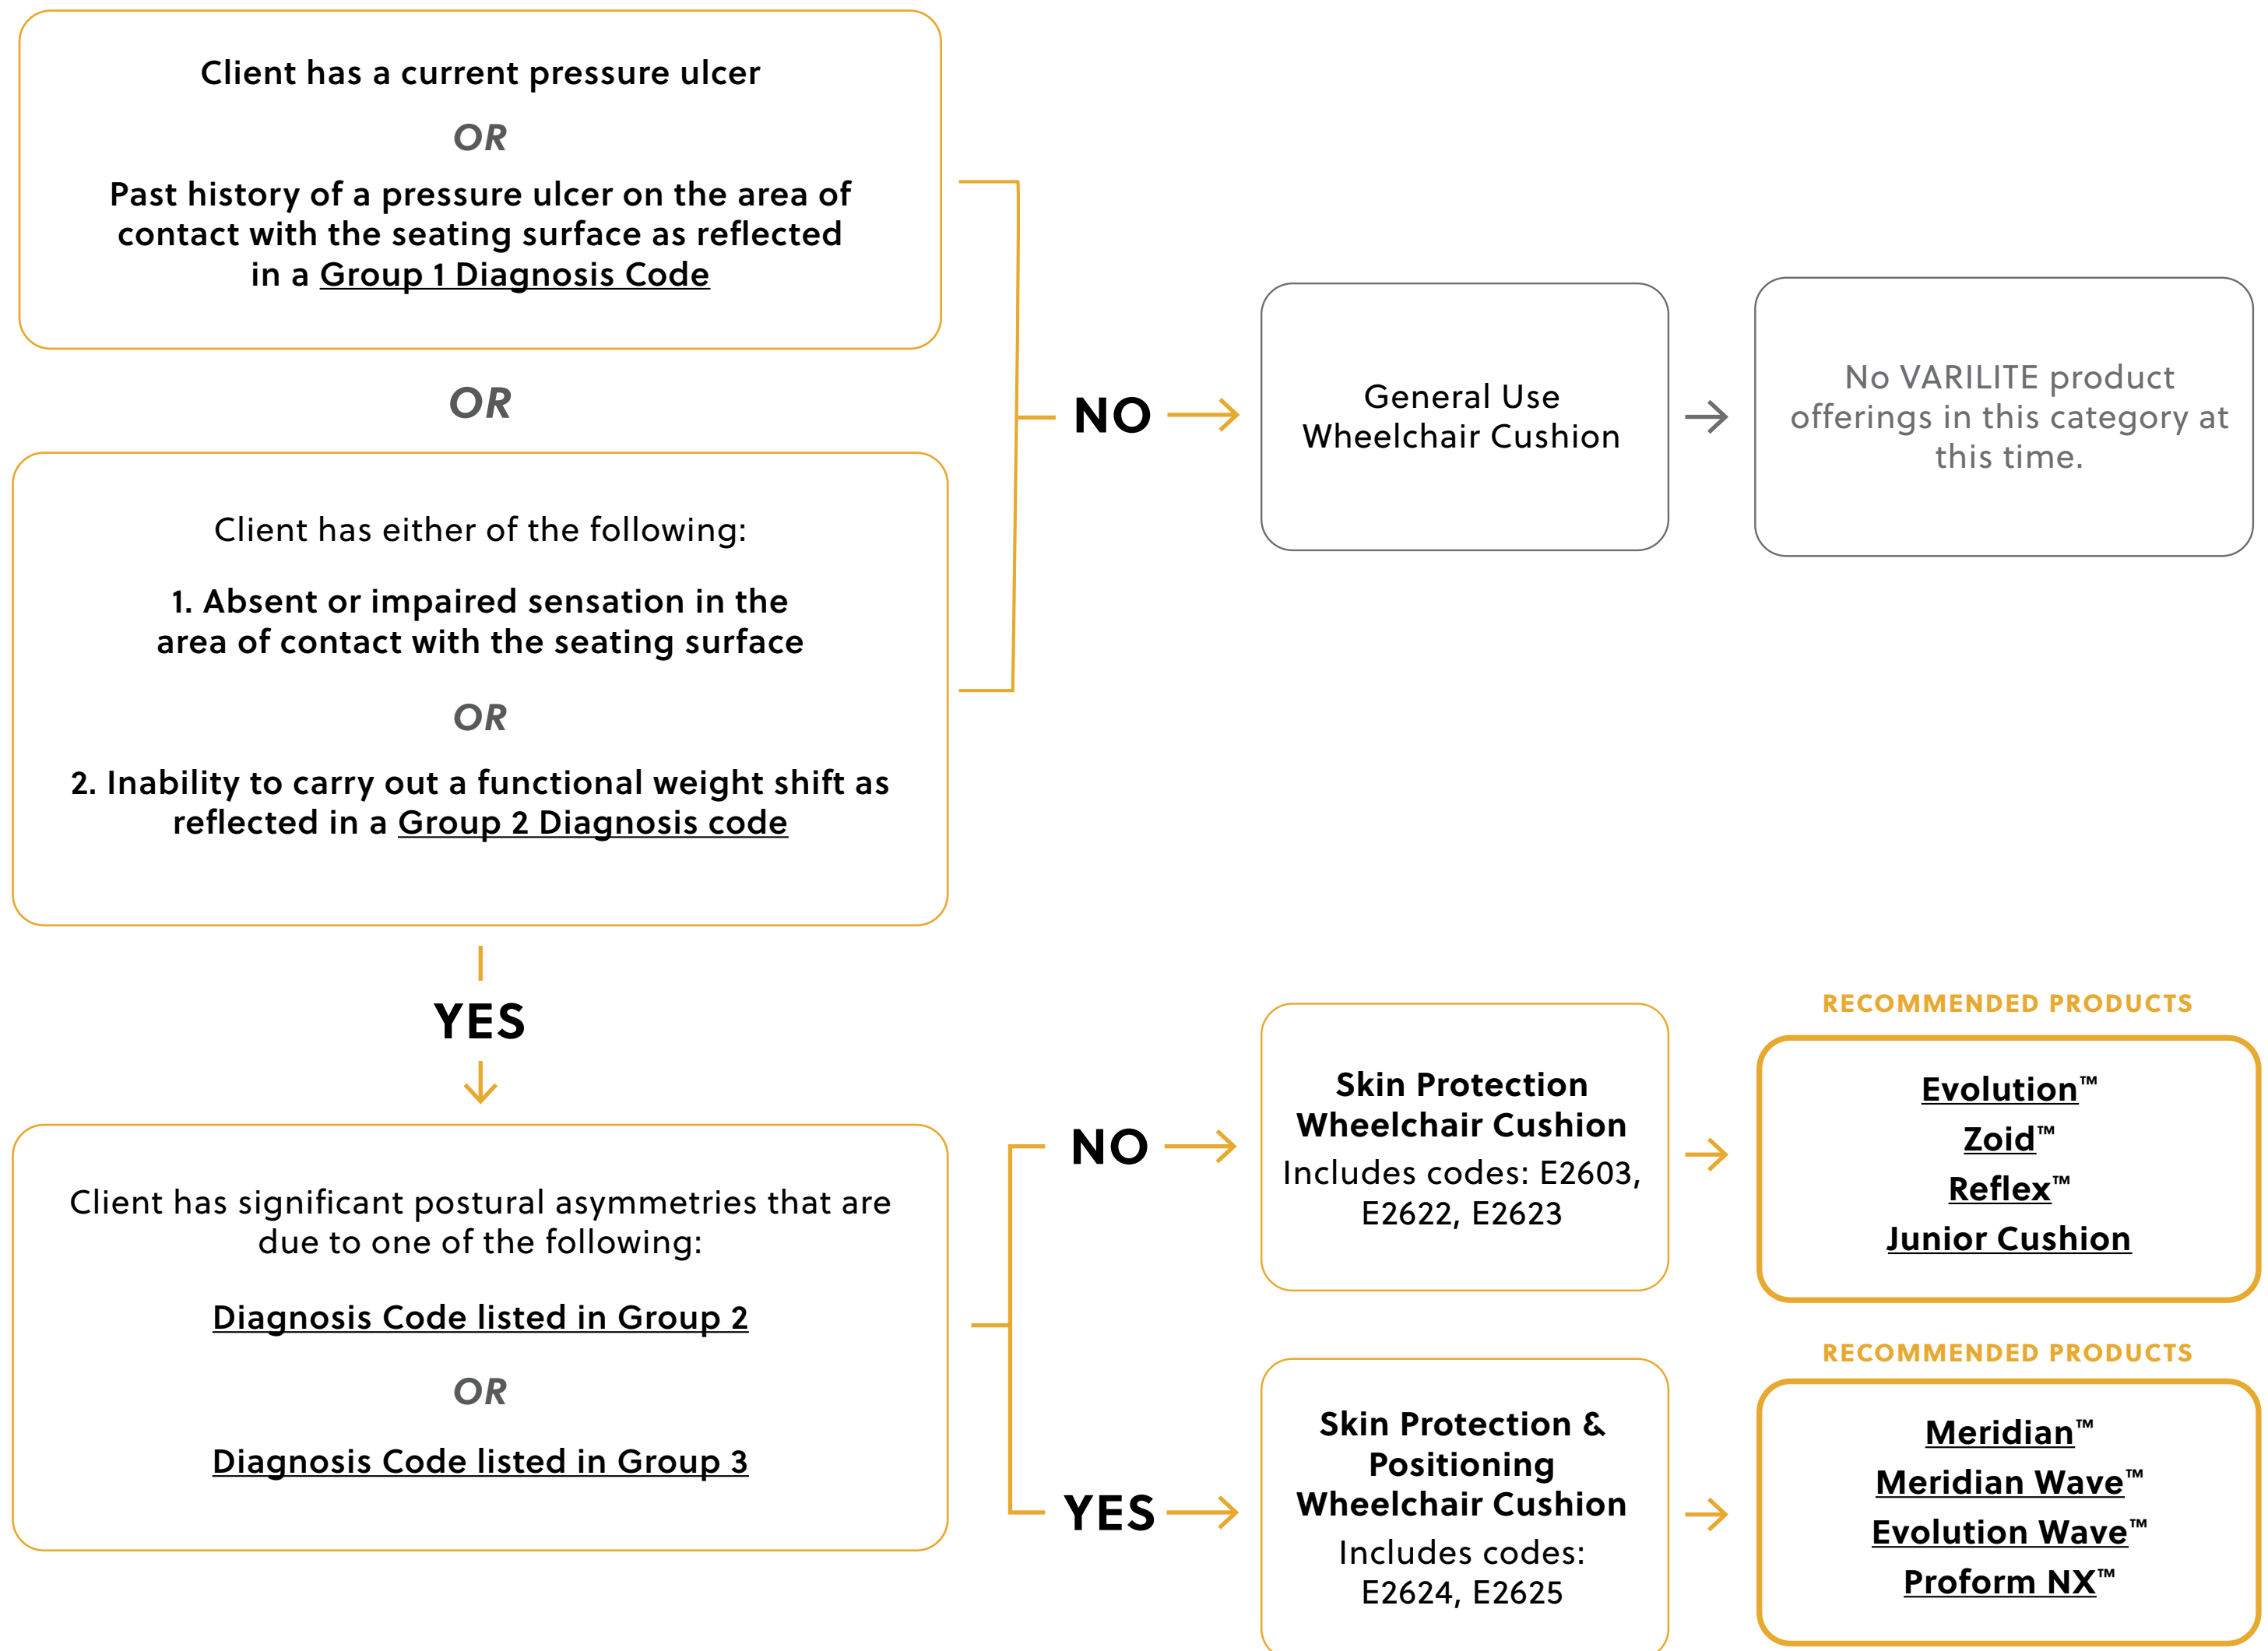 Client has a current pressure ulcer
OR
Past history of a pressure ulcer on the area of
contact with the seating surface as reflected
in a Group 1 Diagnosis Code
OR
Client has either of the following:
1. Absent or impaired sensation in the
area of contact with the seating surface
OR
2. Inability to carry out a functional weight shift as
reflected in a Group 2 Diagnosis code
NO
General Use
Wheelchair Cushion
No VARILITE product
offerings in this category at
this time.
YES
Client has significant postural asymmetries that are
due to one of the following:
Diagnosis Code listed in Group 2
OR
Diagnosis Code listed in Group 3
NO
Skin Protection
Wheelchair Cushion
Includes codes: E2603,
E2622, E2623
RECOMMENDED PRODUCTS
Evolution™
Zoid™
Reflex™
Junior Cushion
YES
Skin Protection &
Positioning
Wheelchair Cushion
Includes codes:
E2624, E2625
RECOMMENDED PRODUCTS
Meridian™
Meridian Wave™
Evolution Wave™
Proform NX™